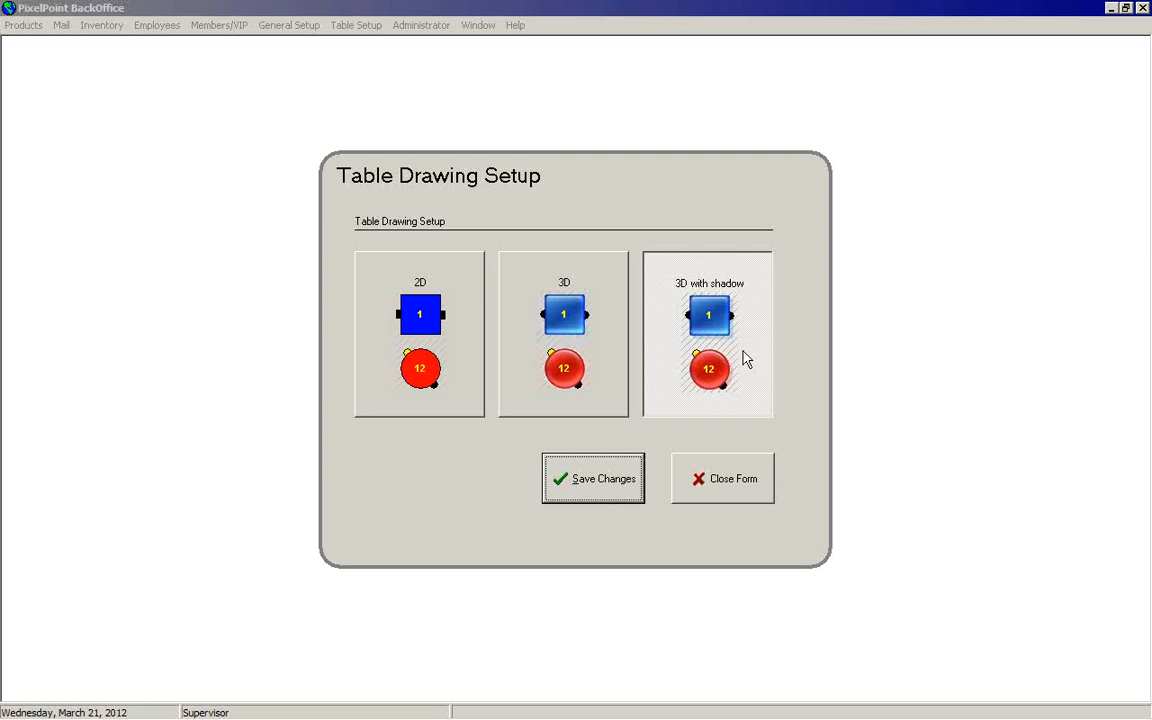 PixelPoint BackOffice
Products Mail Inventory Employees Members/VIP General Setup Table Setup Administrator Window Help
Table Drawing Setup
Table Drawing Setup
2D 3D 3D with shadow
1 1 1
12 12 12
Save Changes Close Form
Wednesday, March 21, 2012 Supervisor